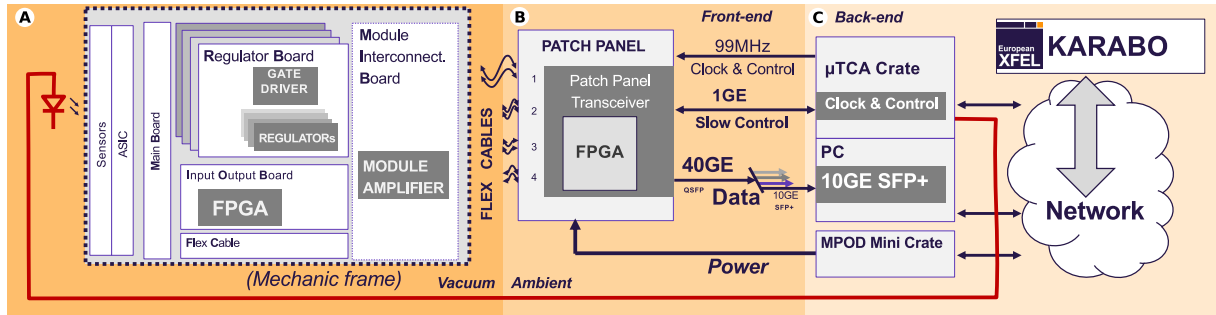 A
Sensors
ASIC
Main Board
Regulator Board
GATE
DRIVER
REGULATORs
Input Output Board
FPGA
Flex Cable
Module
Interconnect.
Board
MODULE
AMPLIFIER
(Mechanic frame)
Vacuum
FLEX CABLES
B
Front-end
PATCH PANEL
1
2
3
4
Patch Panel
Transceiver
FPGA
99MHz
Clock & Control
1GE
Slow Control
40GE
QSFP
Data
10GE
SFP+
Power
Ambient
C
Back-end
µTCA Crate
Clock & Control
PC
10GE SFP+
MPOD Mini Crate
European
XFEL
KARABO
Network